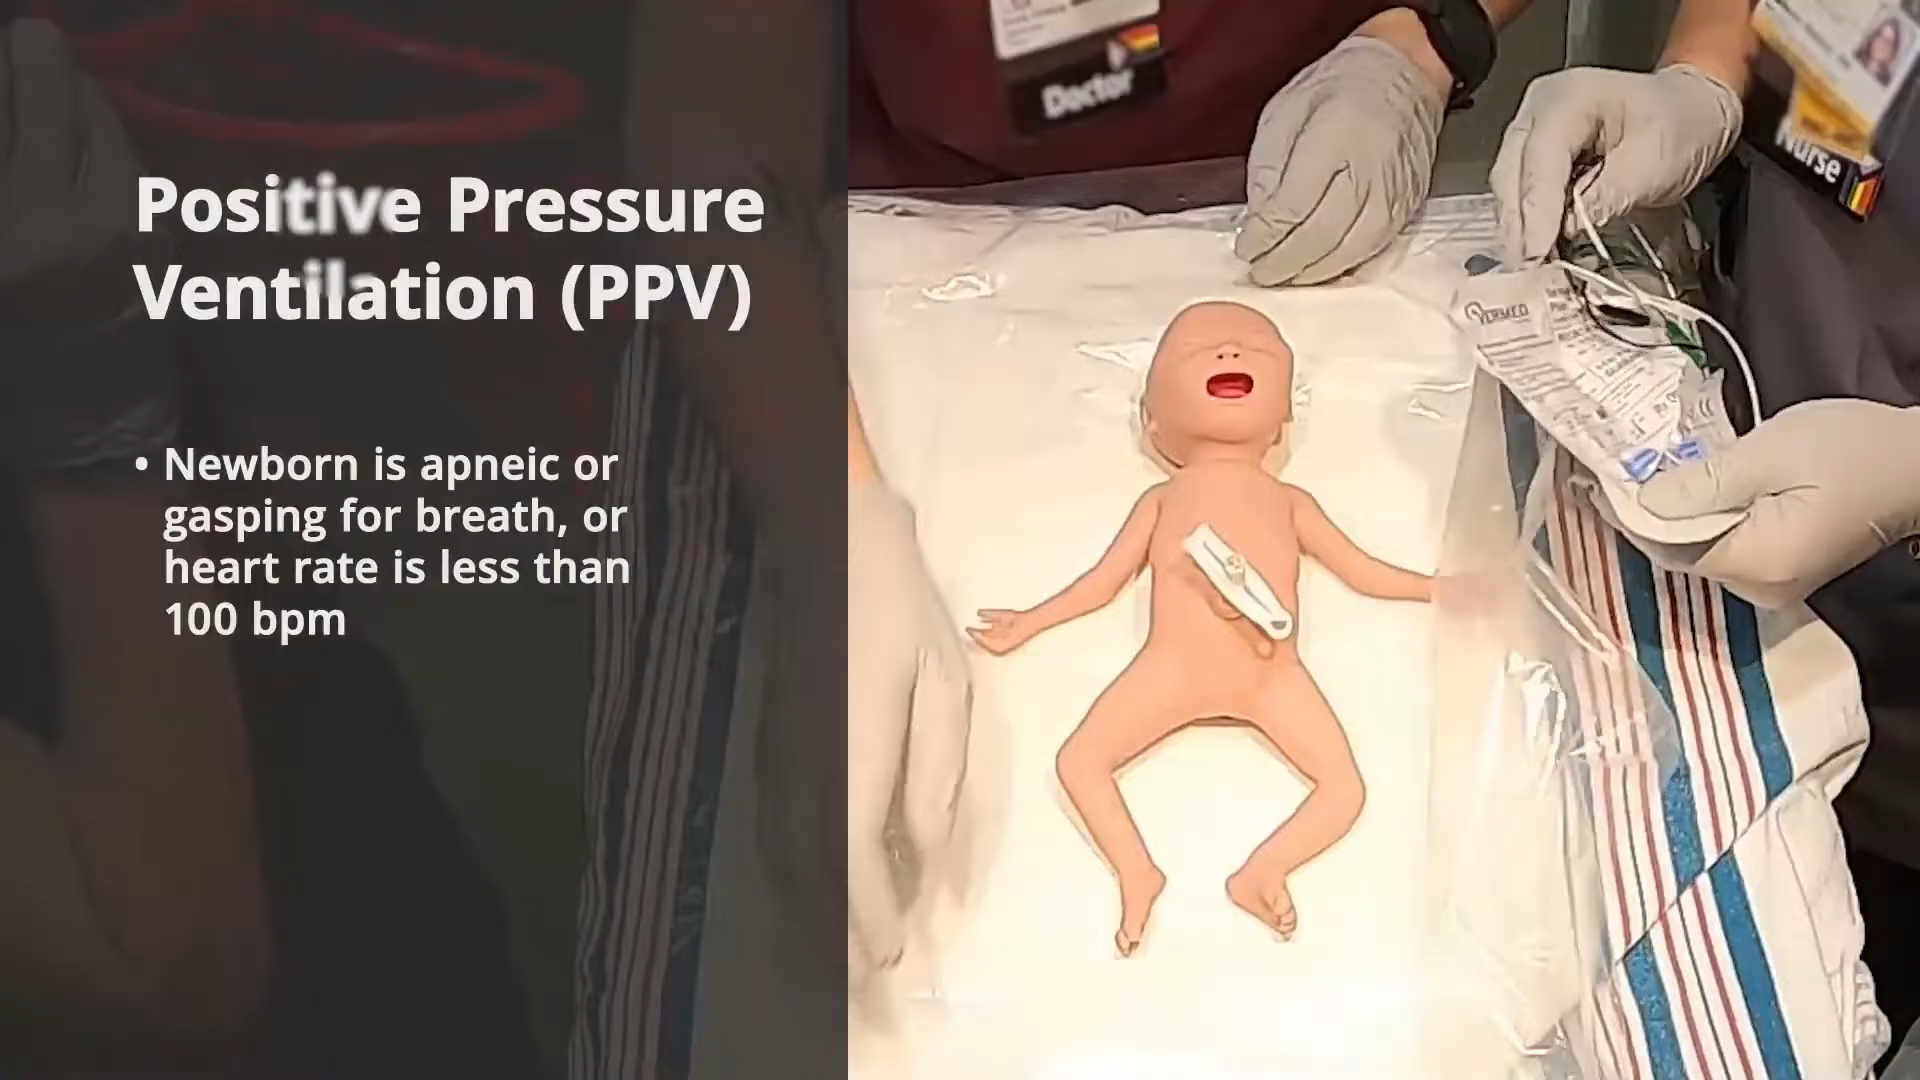 Positive Pressure
Ventilation (PPV)
• Newborn is apneic or
gasping for breath, or
heart rate is less than
100 bpm
Doctor
Nurse
VERMED